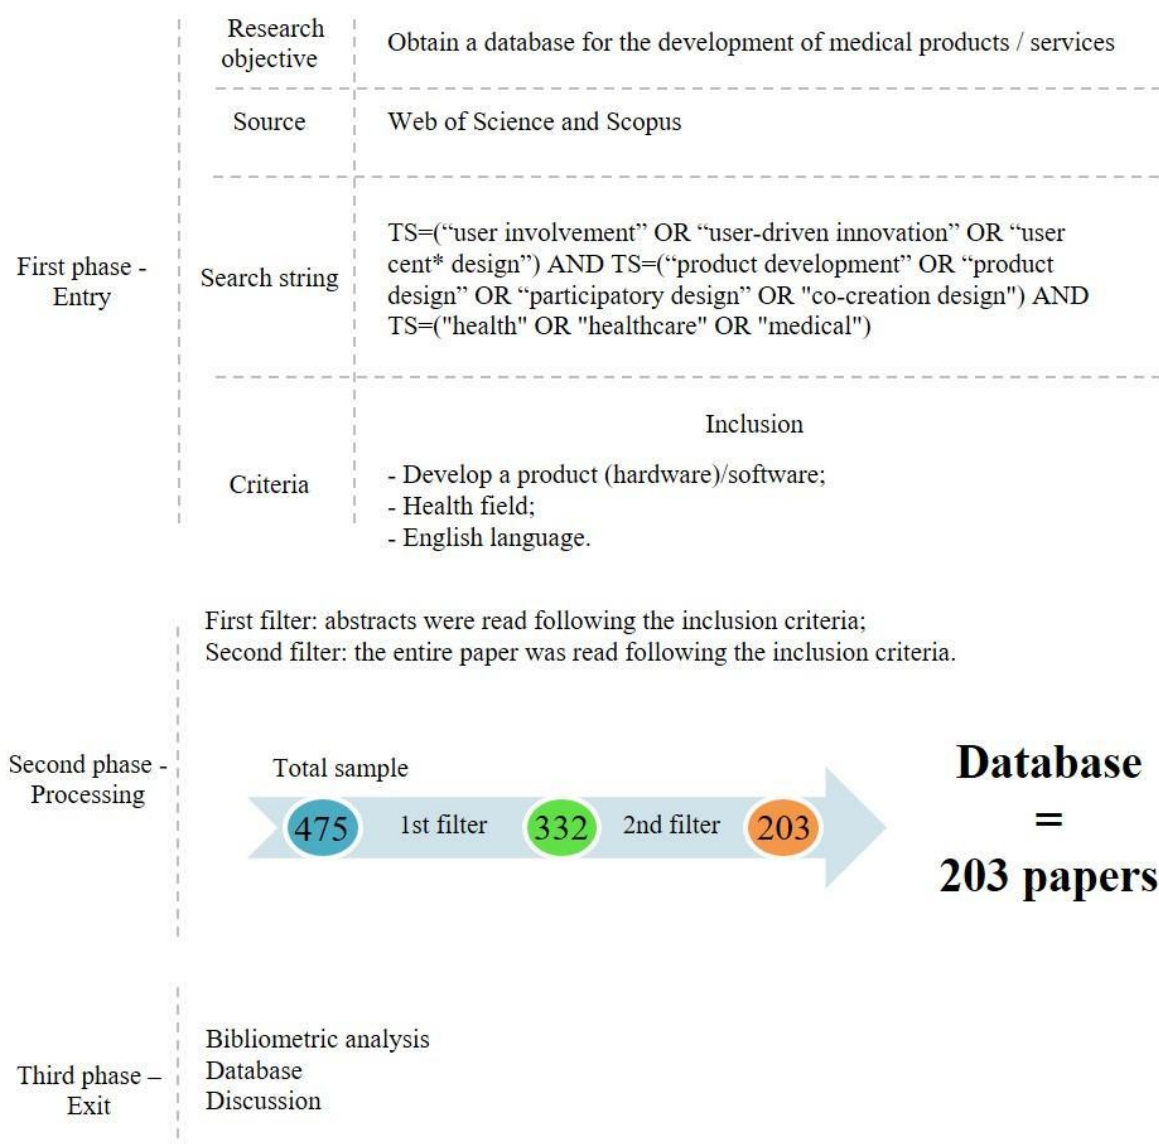 Research
objective
Obtain a database for the development of medical products / services
Source
Web of Science and Scopus
First phase -
Entry
Search string
TS=(“user involvement” OR “user-driven innovation” OR “user
cent* design”) AND TS=(“product development” OR “product
design” OR “participatory design” OR "co-creation design") AND
TS=("health" OR "healthcare" OR "medical")
Criteria
Inclusion
- Develop a product (hardware)/software;
- Health field;
- English language.
First filter: abstracts were read following the inclusion criteria;
Second filter: the entire paper was read following the inclusion criteria.
Second phase -
Processing
Total sample
475 1st filter 332 2nd filter 203
Database
=
203 papers
Third phase –
Exit
Bibliometric analysis
Database
Discussion